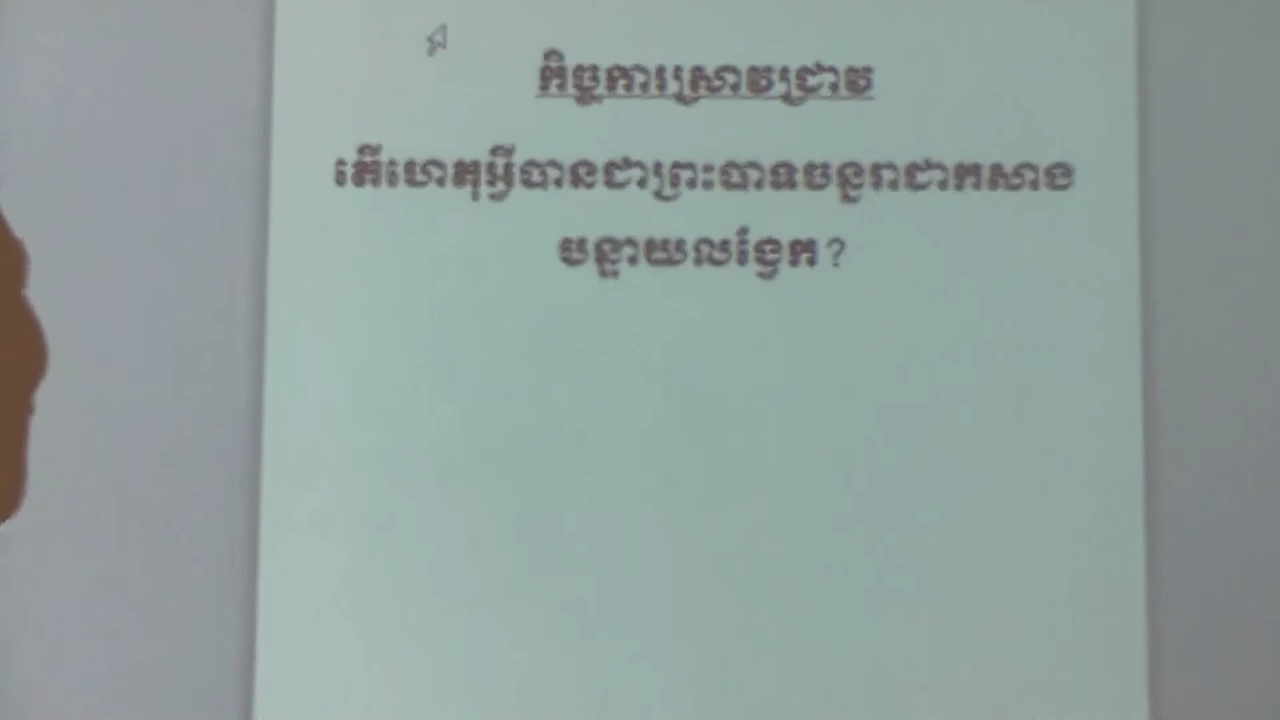 កិច្ចការស្រាវជ្រាវ
តើហេតុអ្វីបានជាព្រះបាទចន្ទរាជាកសាង
បន្ទាយលង្វែក?